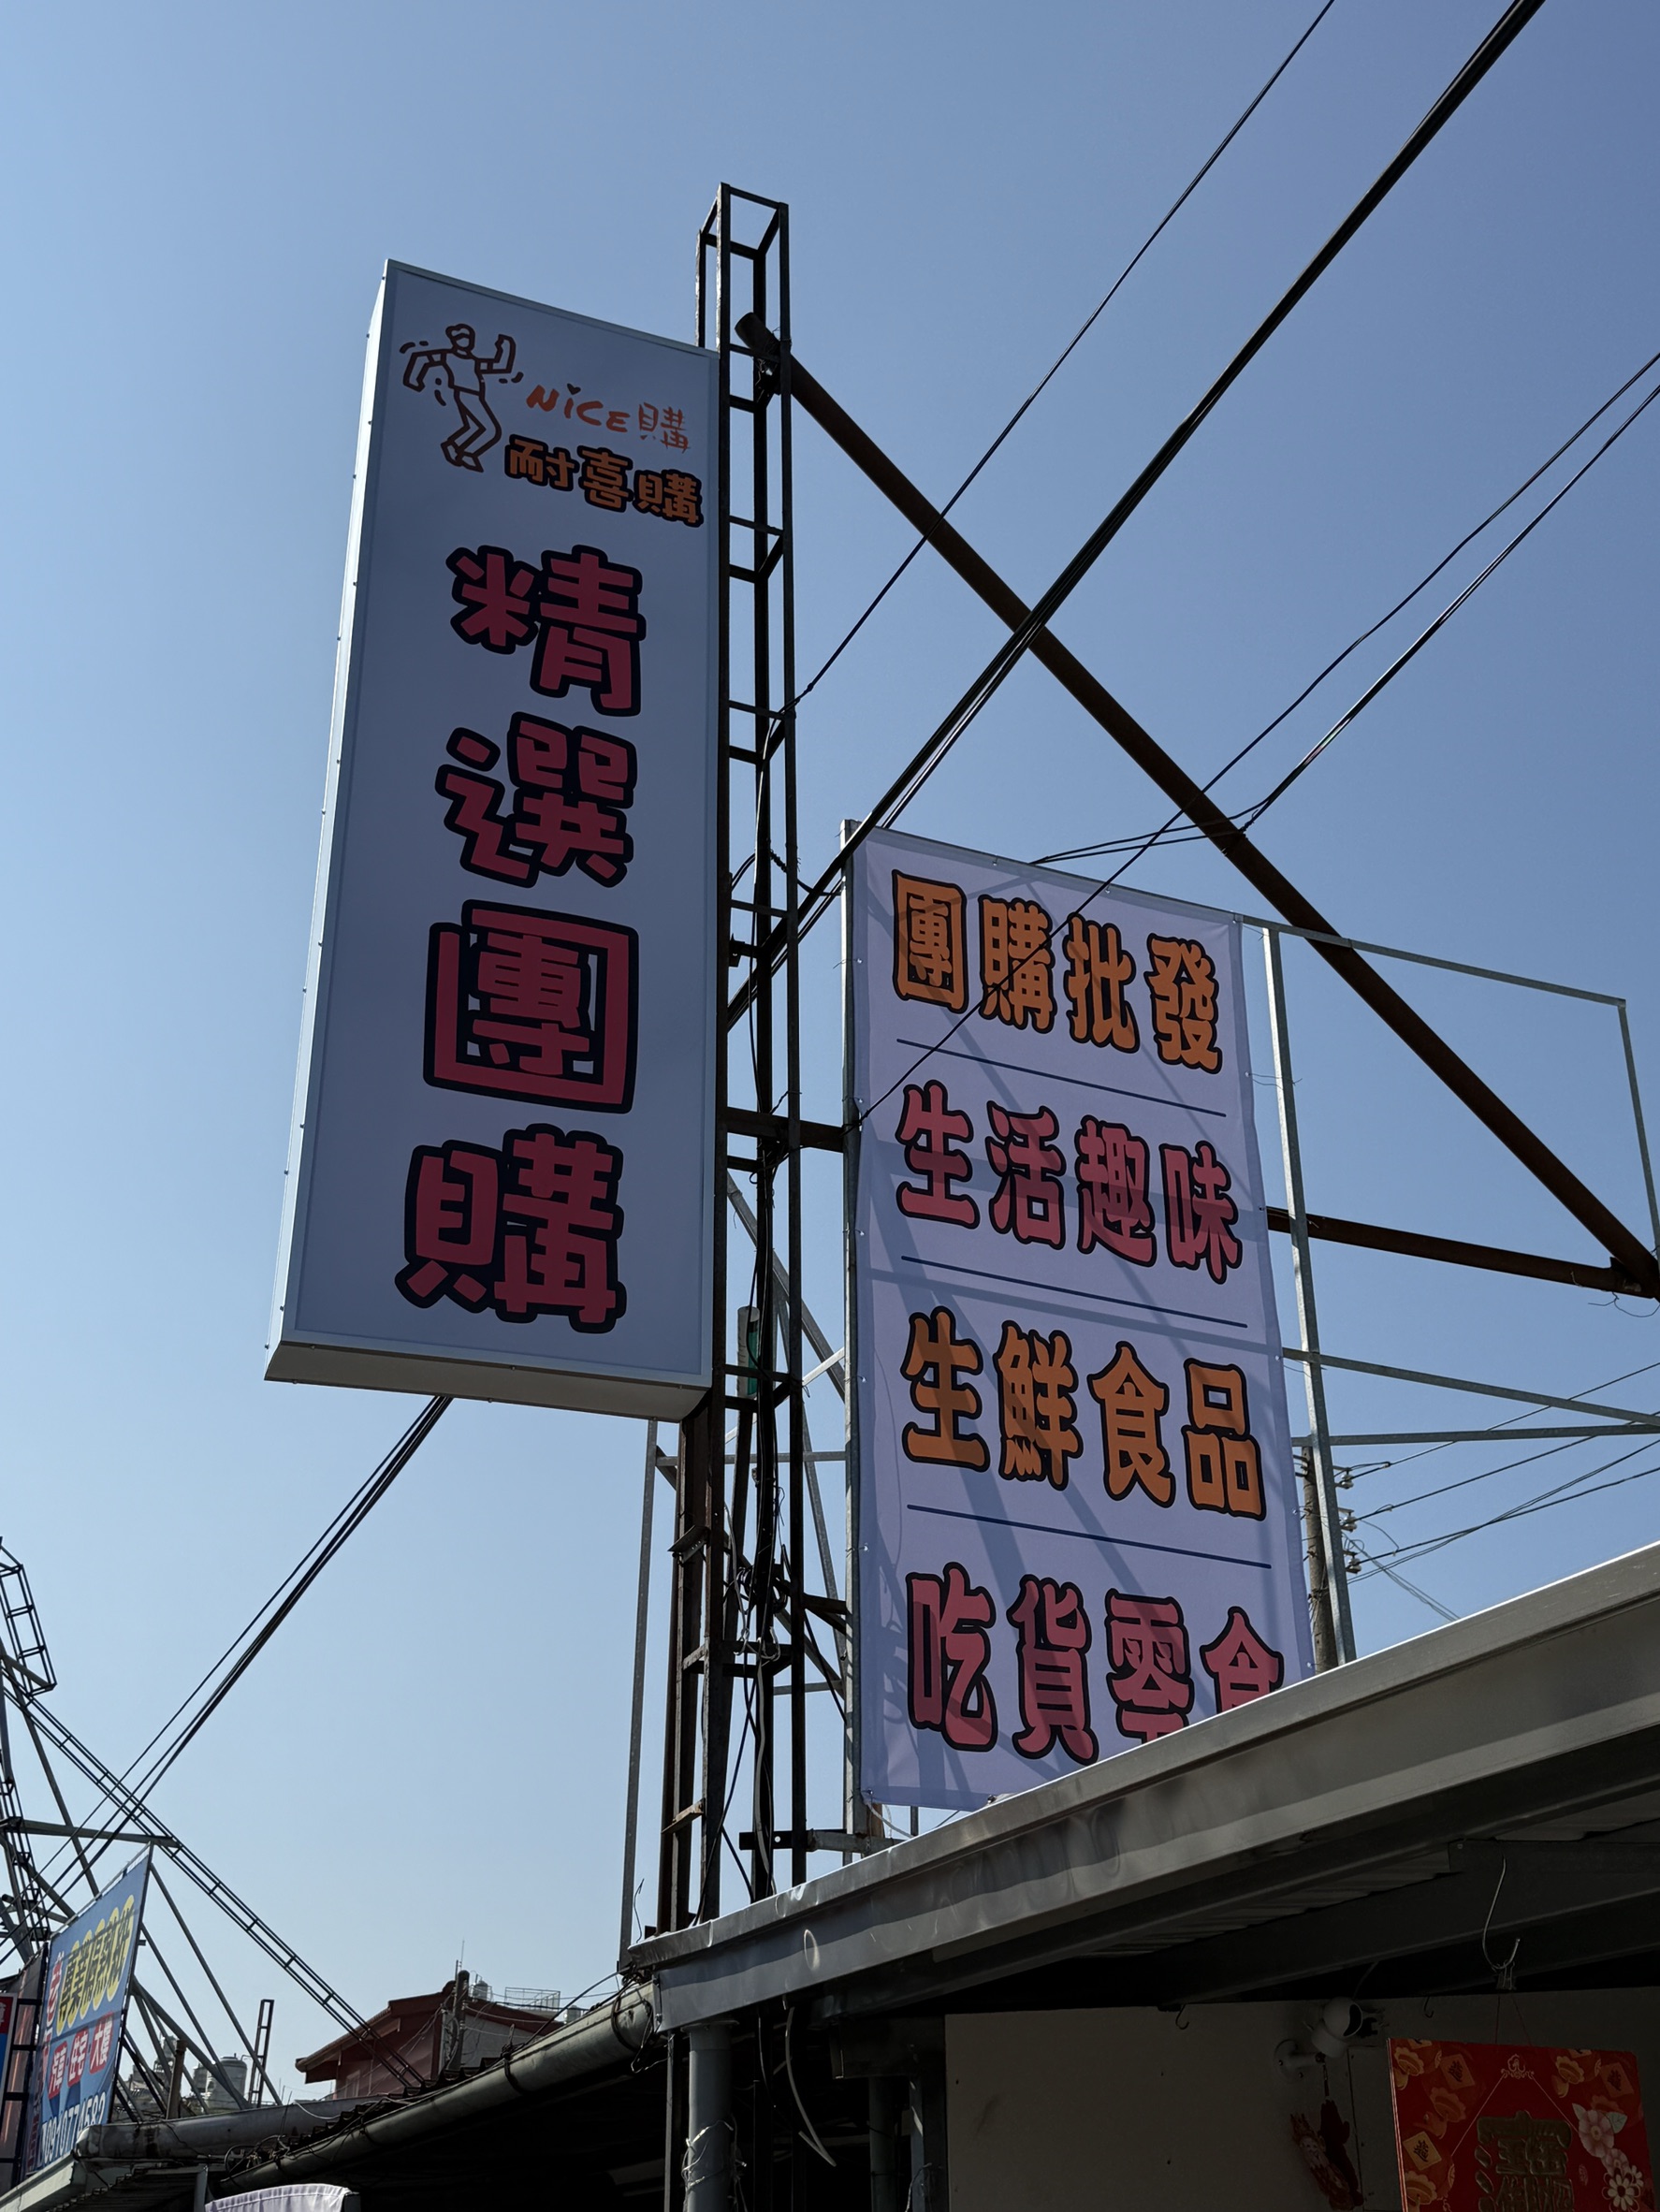 NiCE購
耐喜購
精
選
團
購
團購批發
生活趣味
生鮮食品
吃貨零食